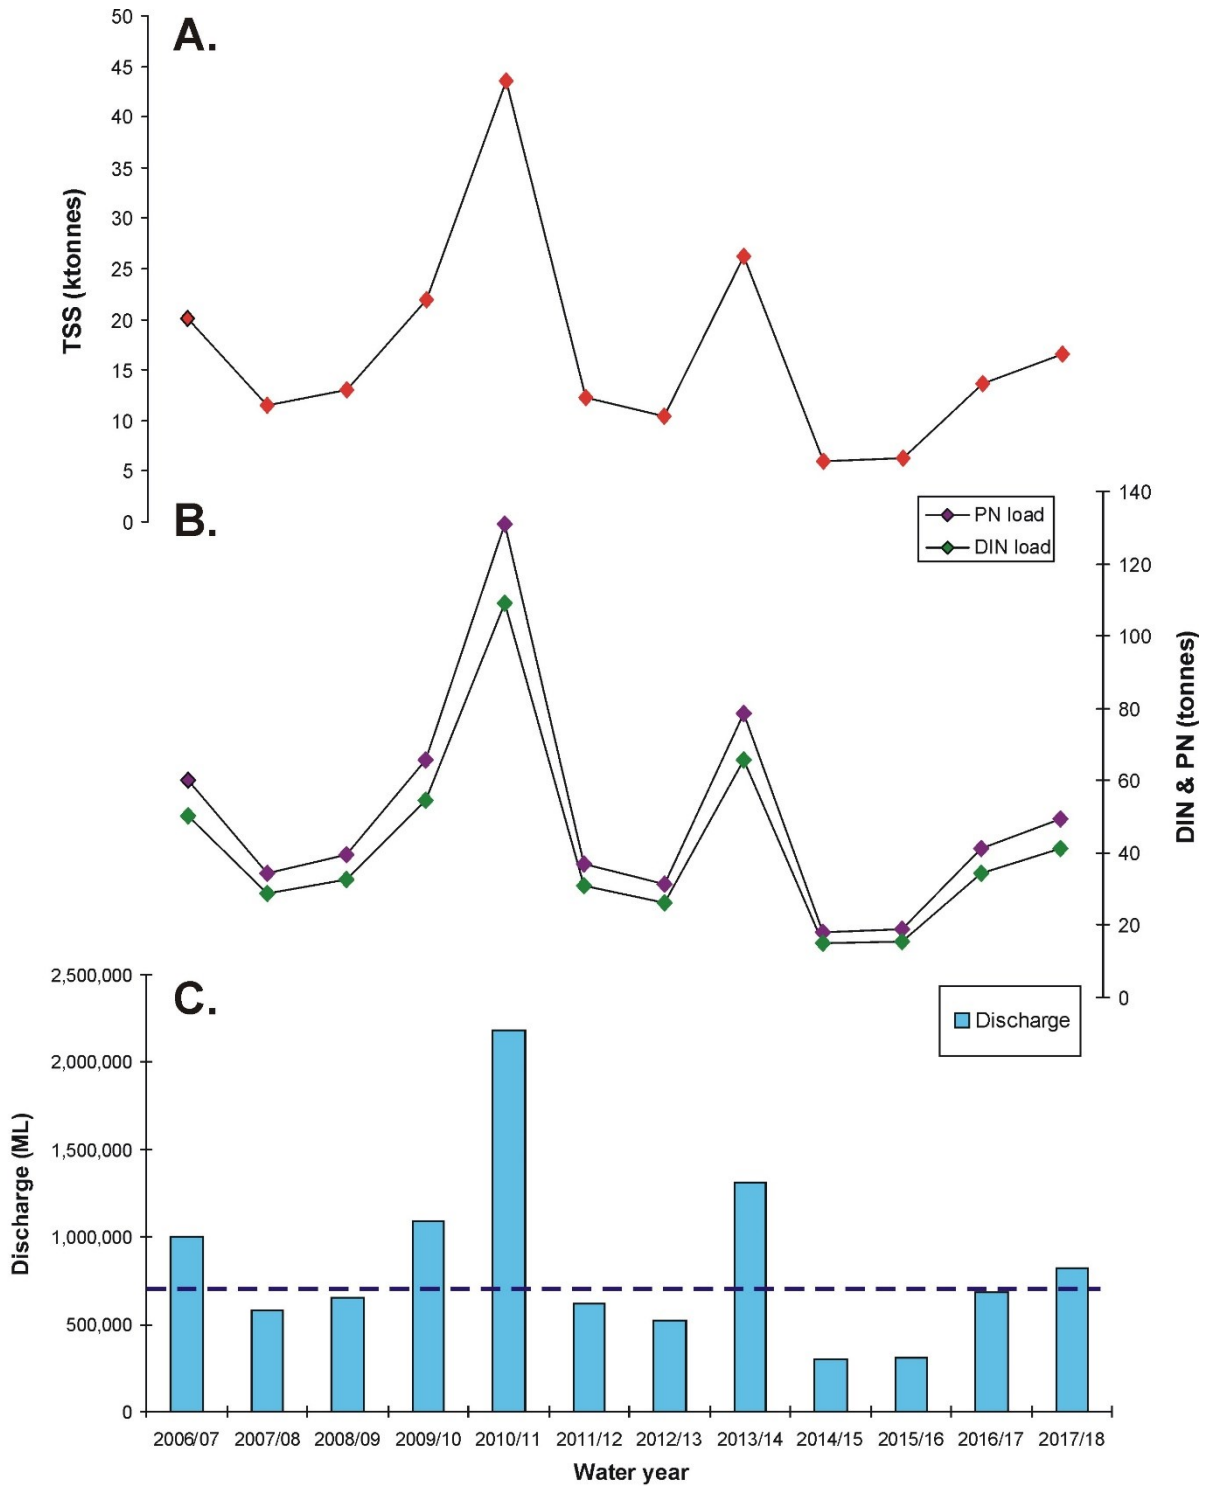 A.
50
45
40
35
30
25
20
15
10
5
0
TSS (ktonnes)
B.
PN load
DIN load
140
120
100
80
60
40
20
0
DIN & PN (tonnes)
C.
Discharge
2,500,000
2,000,000
1,500,000
1,000,000
500,000
0
Discharge (ML)
2006/07 2007/08 2008/09 2009/10 2010/11 2011/12 2012/13 2013/14 2014/15 2015/16 2016/17 2017/18
Water year